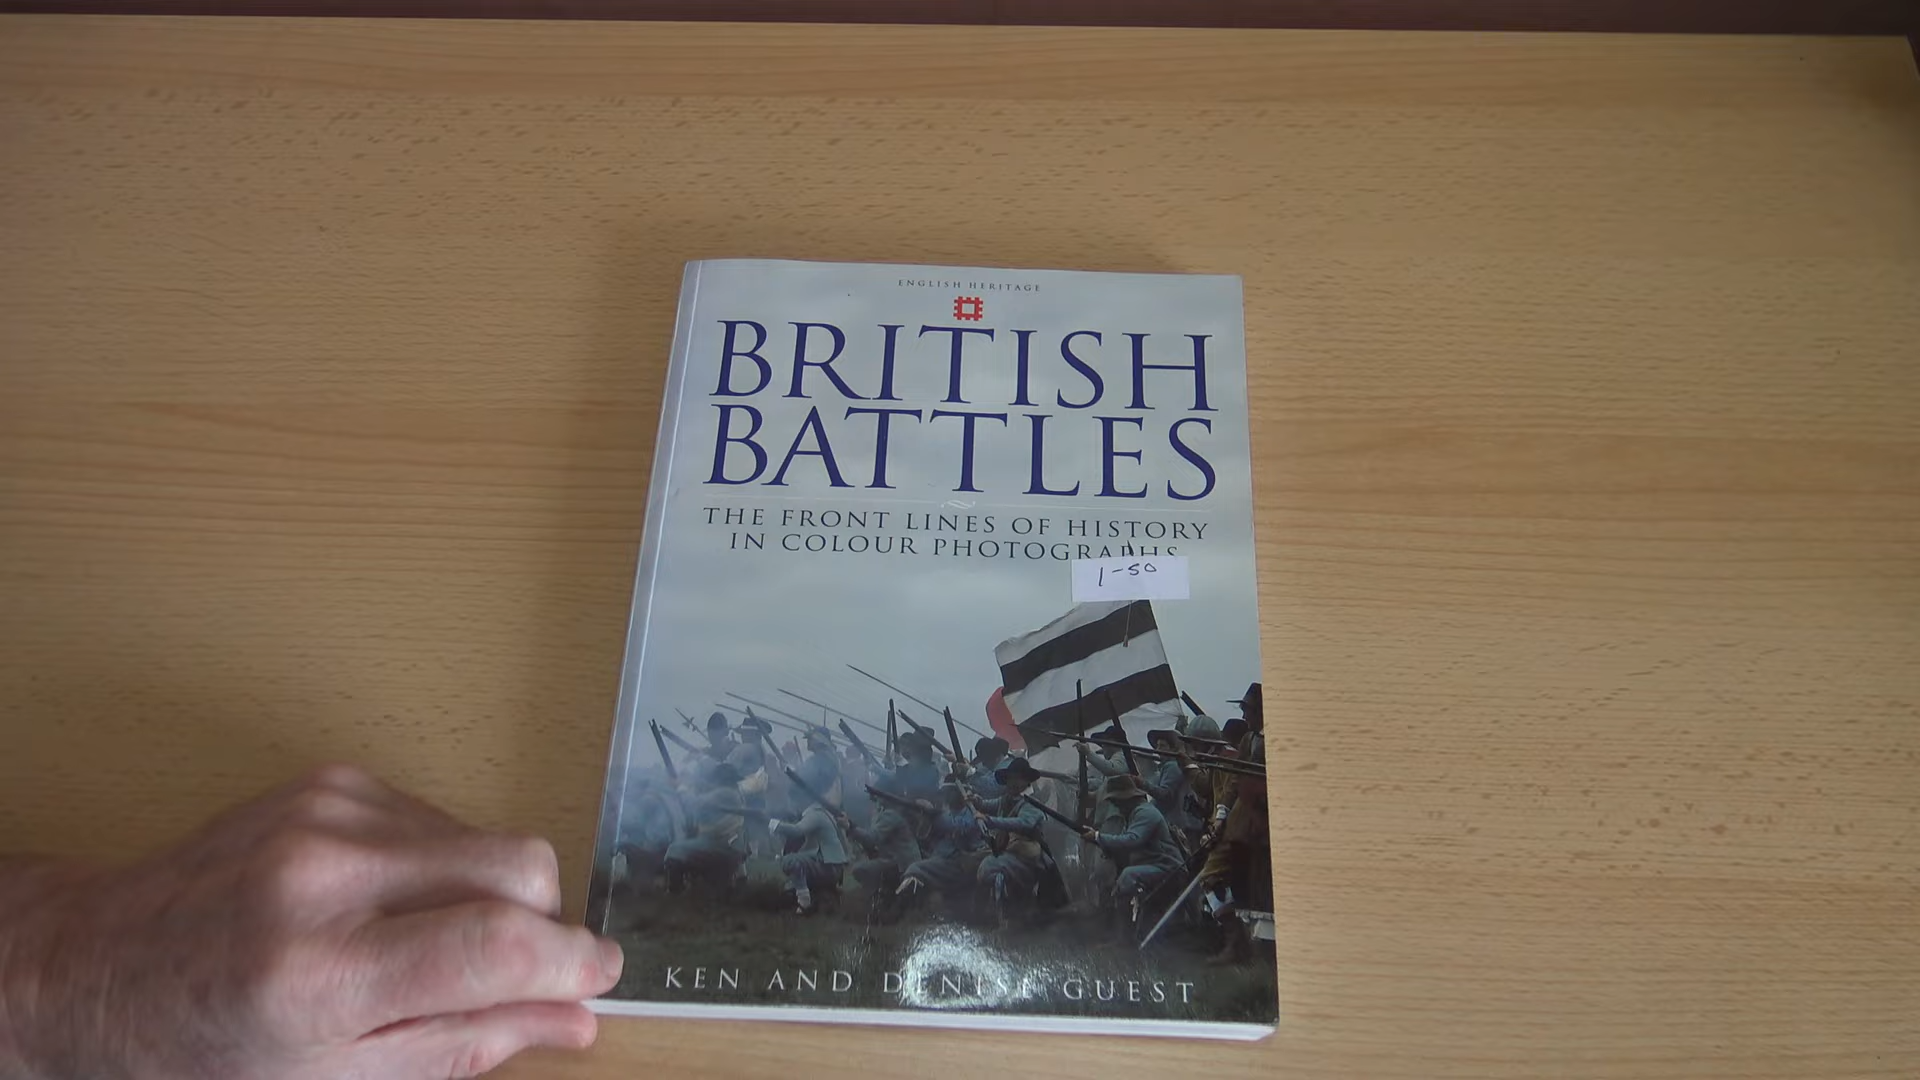 ENGLISH HERITAGE
BRITISH
BATTLES
THE FRONT LINES OF HISTORY
IN COLOUR PHOTOGRAPHS
1-50
KEN AND DENISE GUEST